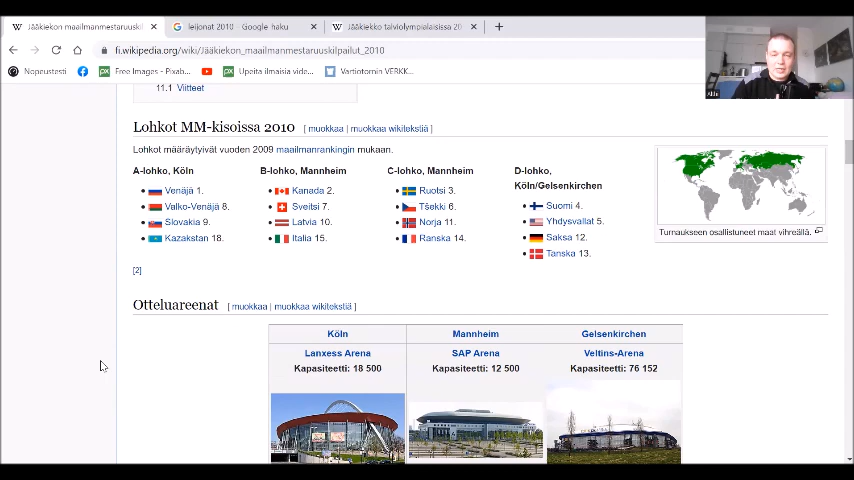 Jääkiekon maailmanmestaruuskil
leijonat 2010 - Google-haku
Jääkiekko talviolympialaisissa 20
fi.wikipedia.org/wiki/Jääkiekon_maailmanmestaruuskilpailut_2010
Nopeustesti
Free Images - Pixab...
Upeita ilmaisia video...
Vartiotornin VERKK...
11.1 Viitteet
Lohkot MM-kisoissa 2010 [ muokkaa | muokkaa wikitekstiä ]
Lohkot määräytyivät vuoden 2009 maailmanrankingin mukaan.
A-lohko, Köln
Venäjä 1.
Valko-Venäjä 8.
Slovakia 9.
Kazakstan 18.
B-lohko, Mannheim
Kanada 2.
Sveitsi 7.
Latvia 10.
Italia 15.
C-lohko, Mannheim
Ruotsi 3.
Tšekki 6.
Norja 11.
Ranska 14.
D-lohko,
Köln/Gelsenkirchen
Suomi 4.
Yhdysvallat 5.
Saksa 12.
Tanska 13.
Turnaukseen osallistuneet maat vihreällä.
[2]
Otteluareenat [ muokkaa | muokkaa wikitekstiä ]
Köln
Mannheim
Gelsenkirchen
Lanxess Arena
SAP Arena
Veltins-Arena
Kapasiteetti: 18 500
Kapasiteetti: 12 500
Kapasiteetti: 76 152